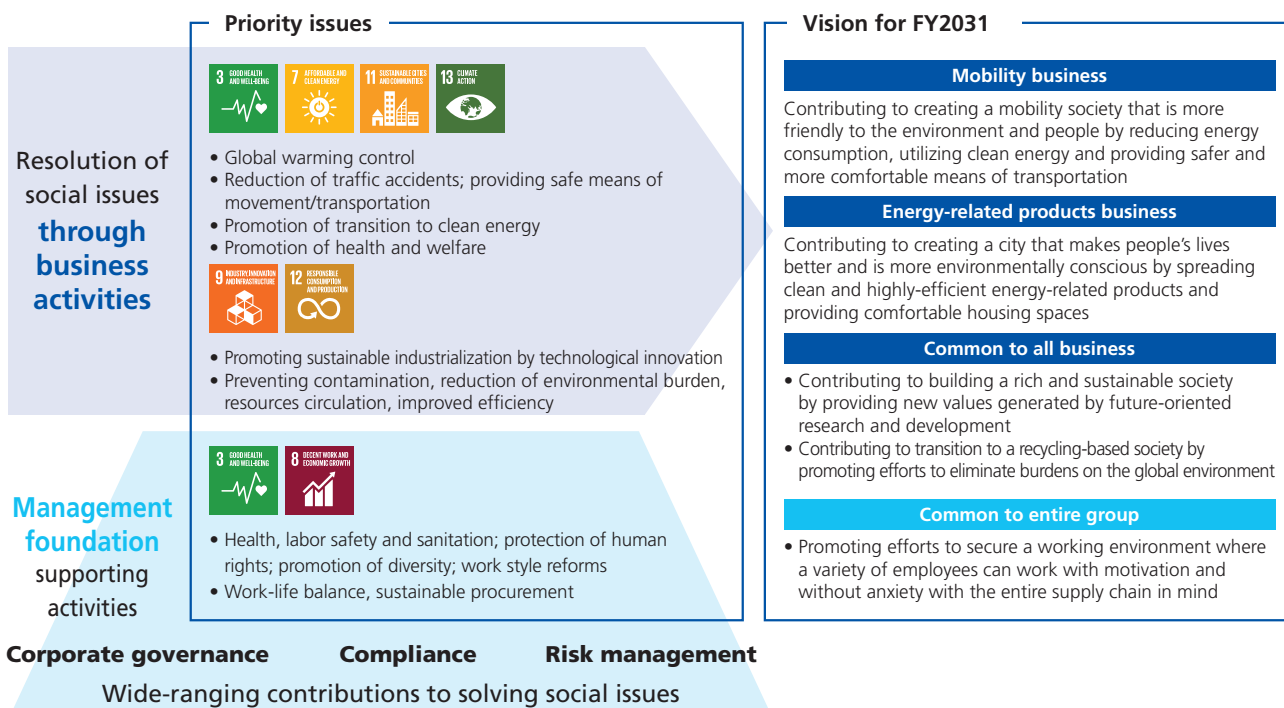 Priority issues
Resolution of
social issues
through
business
activities
3 GOOD HEALTH
AND WELL-BEING
7 AFFORDABLE AND
CLEAN ENERGY
11 SUSTAINABLE CITIES
AND COMMUNITIES
13 CLIMATE
ACTION
• Global warming control
• Reduction of traffic accidents; providing safe means of
movement/transportation
• Promotion of transition to clean energy
• Promotion of health and welfare
9 INDUSTRY, INNOVATION
AND INFRASTRUCTURE
12 RESPONSIBLE
CONSUMPTION
AND PRODUCTION
• Promoting sustainable industrialization by technological innovation
• Preventing contamination, reduction of environmental burden,
resources circulation, improved efficiency
Management
foundation
supporting
activities
3 GOOD HEALTH
AND WELL-BEING
8 DECENT WORK AND
ECONOMIC GROWTH
• Health, labor safety and sanitation; protection of human
rights; promotion of diversity; work style reforms
• Work-life balance, sustainable procurement
Vision for FY2031
Mobility business
Contributing to creating a mobility society that is more
friendly to the environment and people by reducing energy
consumption, utilizing clean energy and providing safer and
more comfortable means of transportation
Energy-related products business
Contributing to creating a city that makes people's lives
better and is more environmentally conscious by spreading
clean and highly-efficient energy-related products and
providing comfortable housing spaces
Common to all business
• Contributing to building a rich and sustainable society
by providing new values generated by future-oriented
research and development
• Contributing to transition to a recycling-based society by
promoting efforts to eliminate burdens on the global environment
Common to entire group
• Promoting efforts to secure a working environment where
a variety of employees can work with motivation and
without anxiety with the entire supply chain in mind
Corporate governance Compliance Risk management
Wide-ranging contributions to solving social issues